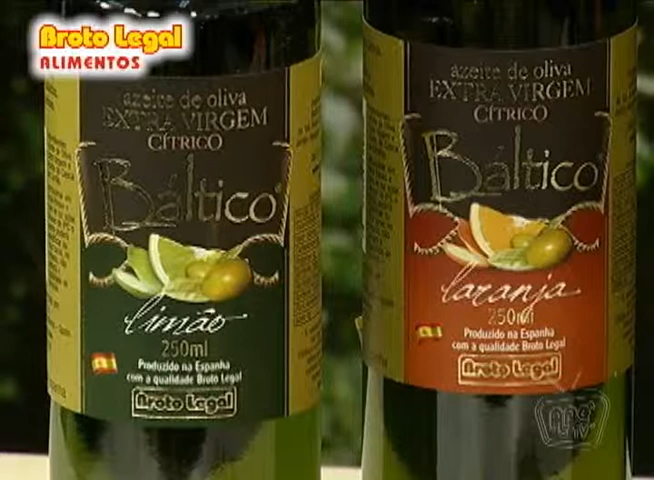 Broto Legal
ALIMENTOS
azeite de oliva
EXTRA VIRGEM
CÍTRICO
Báltico
limão
250ml
Produzido na Espanha
com a qualidade Broto Legal
Broto Legal
azeite de oliva
EXTRA VIRGEM
CÍTRICO
Báltico
laranja
250ml
Produzido na Espanha
com a qualidade Broto Legal
Broto Legal